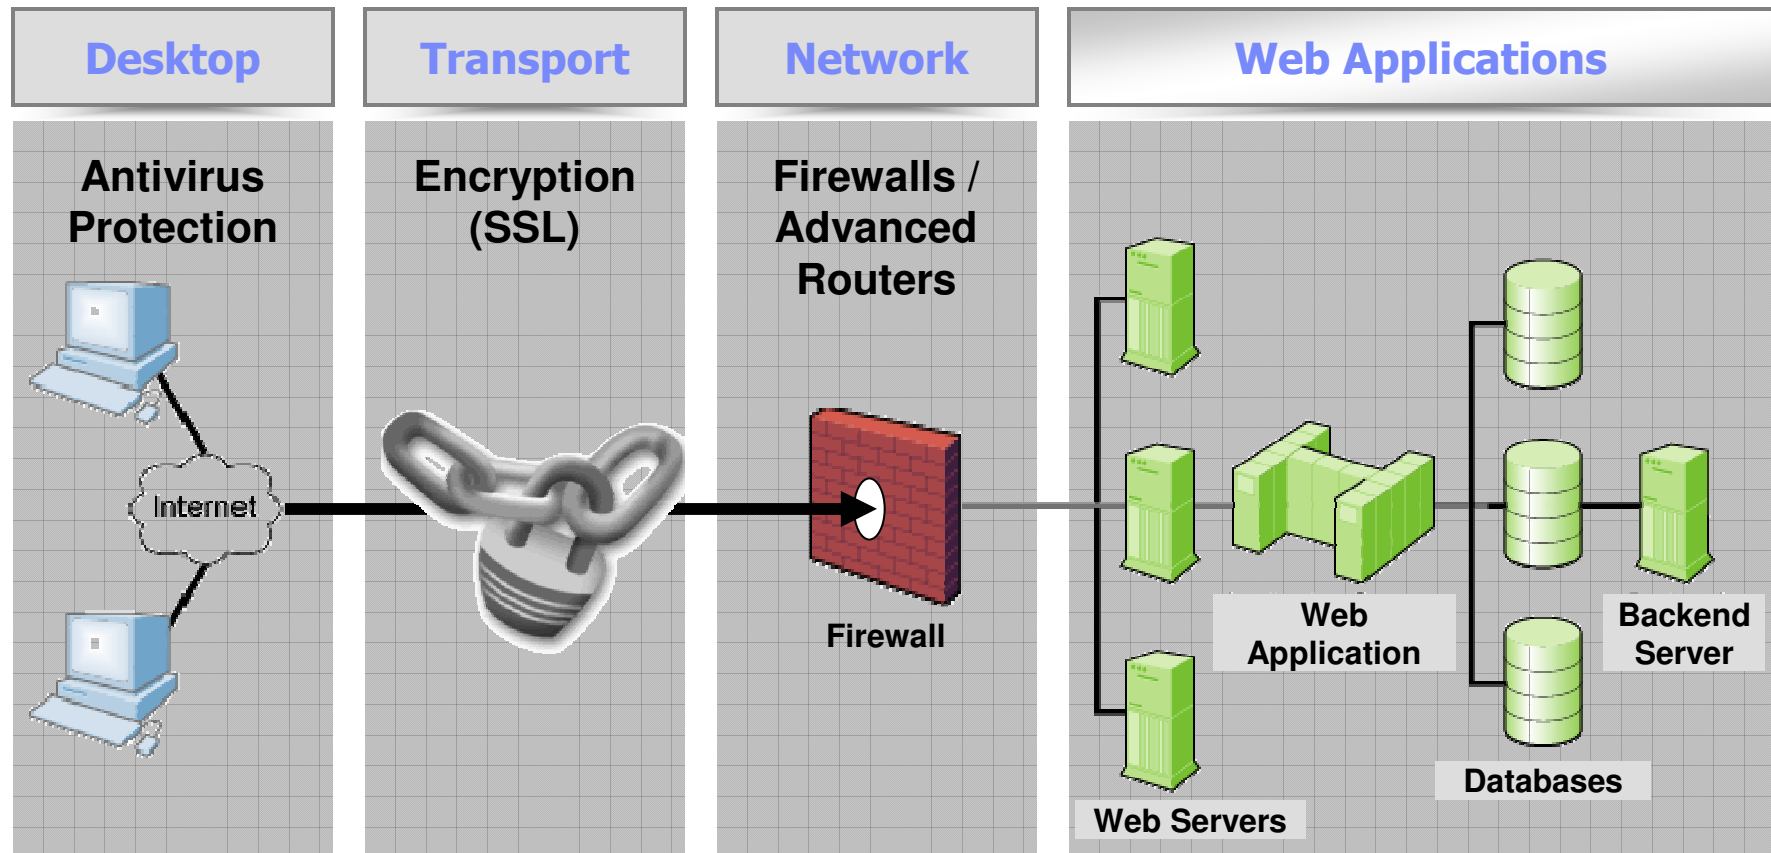 Desktop
Transport
Network
Web Applications
Antivirus
Protection
Encryption
(SSL)
Firewalls /
Advanced
Routers
Internet
Firewall
Web
Application
Backend
Server
Databases
Web Servers